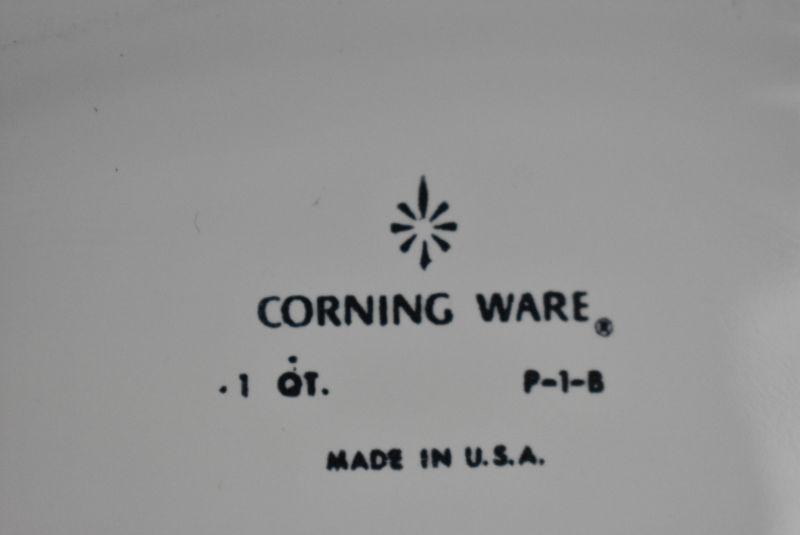 CORNING WARE®
1 QT. P-1-B
MADE IN U.S.A.